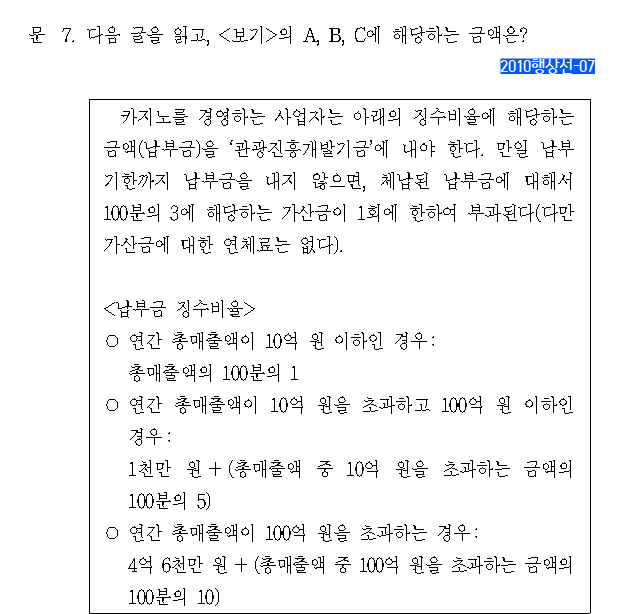 문 7. 다음 글을 읽고, <보기>의 A, B, C에 해당하는 금액은?
2010행상선-07
카지노를 경영하는 사업자는 아래의 징수비율에 해당하는
금액(납부금)을 ‘관광진흥개발기금’에 내야 한다. 만일 납부
기한까지 납부금을 내지 않으면, 체납된 납부금에 대해서
100분의 3에 해당하는 가산금이 1회에 한하여 부과된다(다만
가산금에 대한 연체료는 없다).
<납부금 징수비율>
○ 연간 총매출액이 10억 원 이하인 경우:
총매출액의 100분의 1
○ 연간 총매출액이 10억 원을 초과하고 100억 원 이하인
경우:
1천만 원+(총매출액 중 10억 원을 초과하는 금액의
100분의 5)
○ 연간 총매출액이 100억 원을 초과하는 경우:
4억 6천만 원+(총매출액 중 100억 원을 초과하는 금액의
100분의 10)